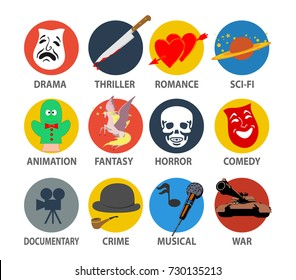 DRAMA THRILLER ROMANCE SCI-FI
ANIMATION FANTASY HORROR COMEDY
DOCUMENTARY CRIME MUSICAL WAR
shutterstock.com · 730135213